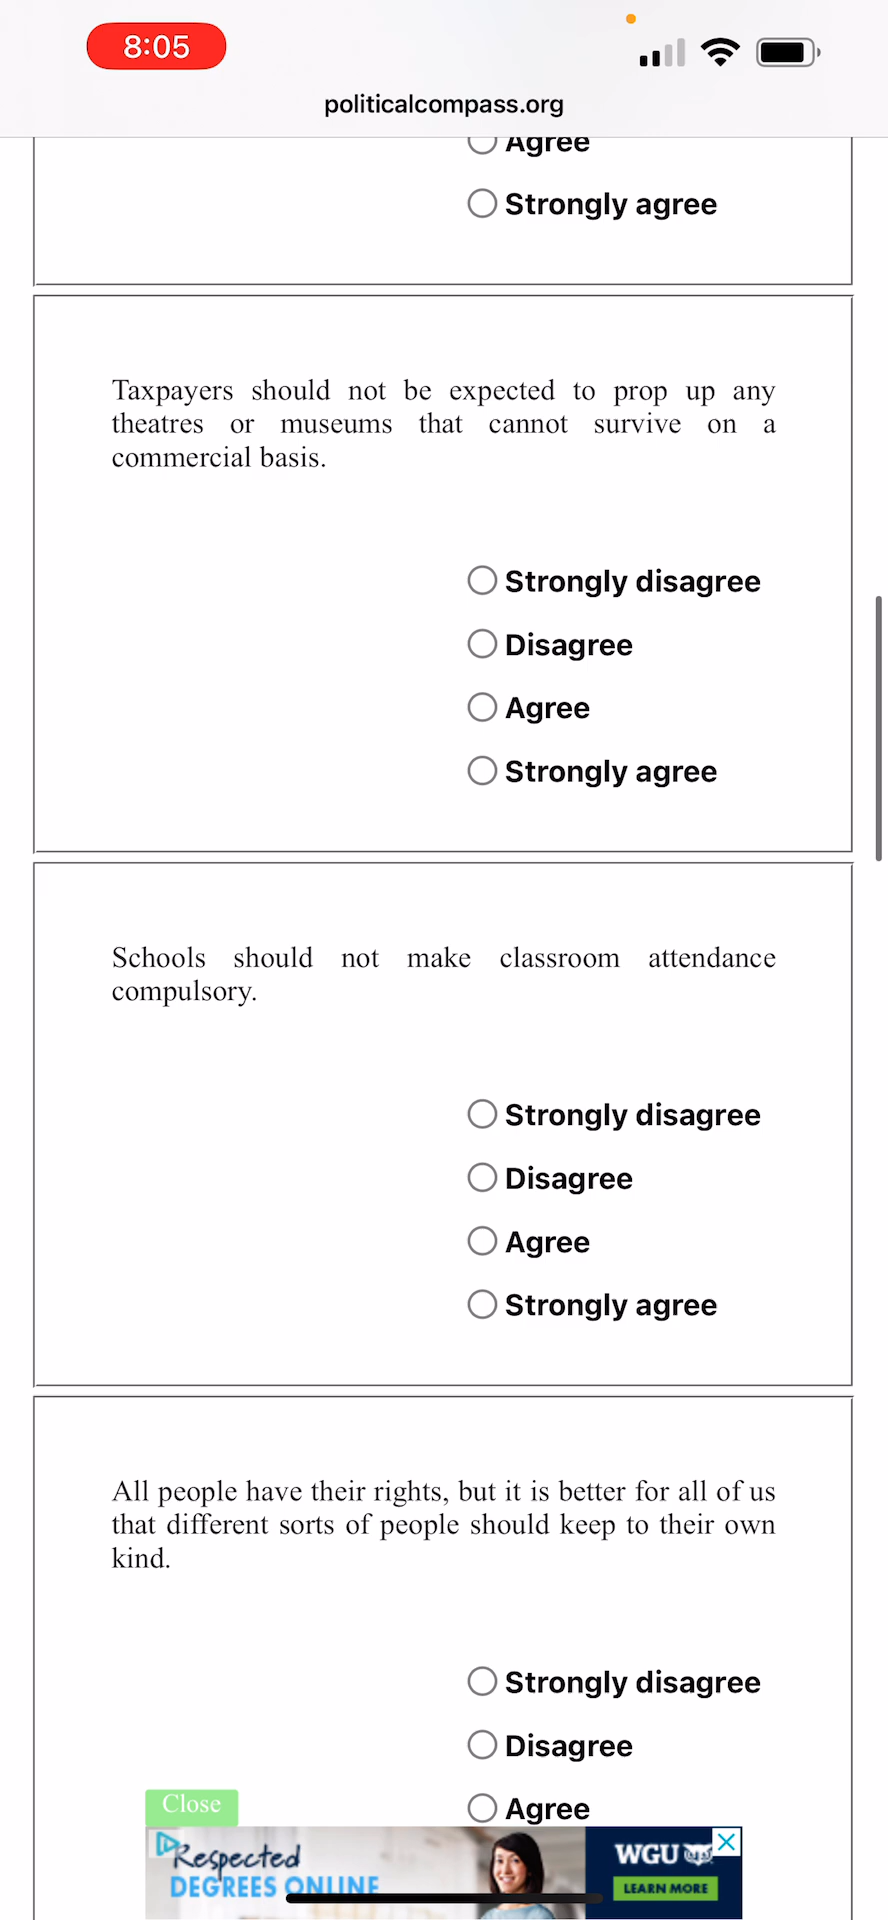 8:05
politicalcompass.org
Agree
Strongly agree
Taxpayers should not be expected to prop up any
theatres or museums that cannot survive on a
commercial basis.
Strongly disagree
Disagree
Agree
Strongly agree
Schools should not make classroom attendance
compulsory.
Strongly disagree
Disagree
Agree
Strongly agree
All people have their rights, but it is better for all of us
that different sorts of people should keep to their own
kind.
Strongly disagree
Disagree
Agree
Close
Respected
DEGREES ONLINE
WGU
LEARN MORE